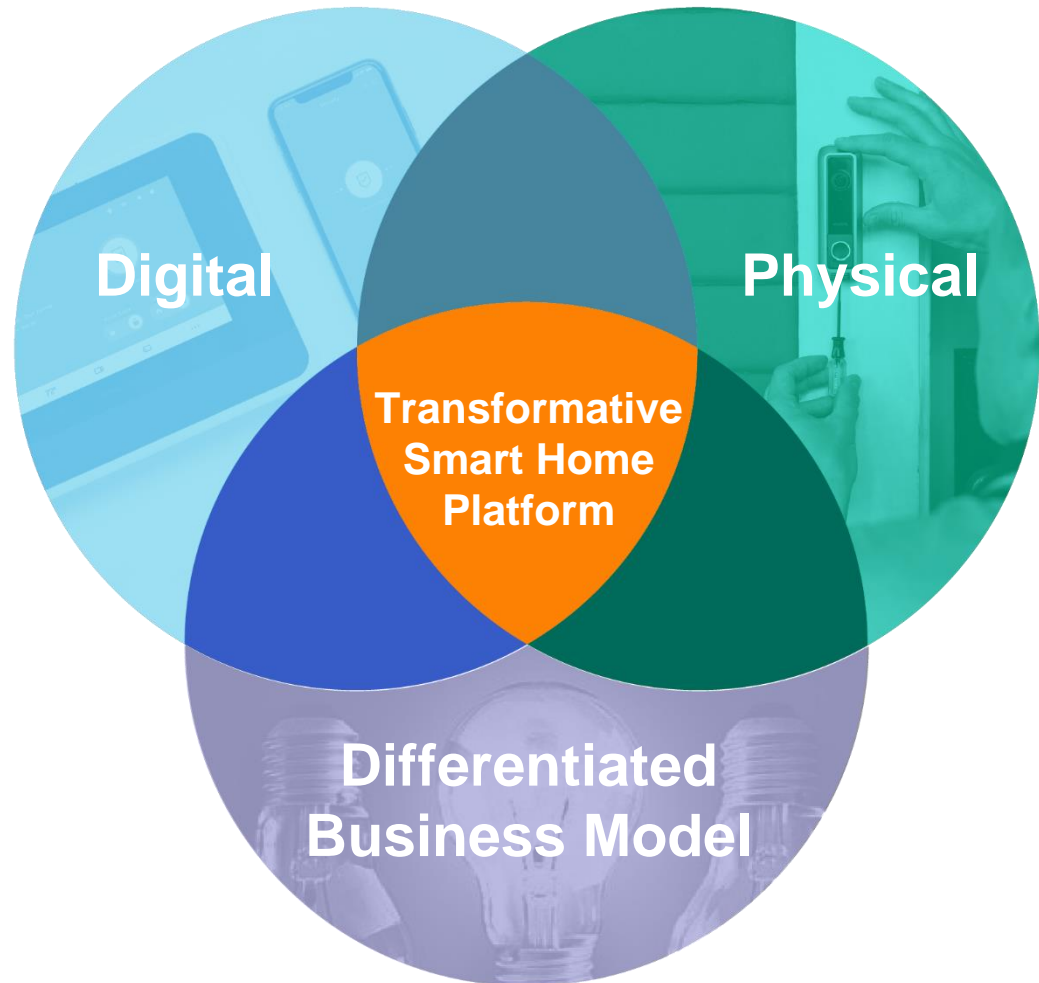 Digital
Physical
Transformative
Smart Home
Platform
Differentiated
Business Model